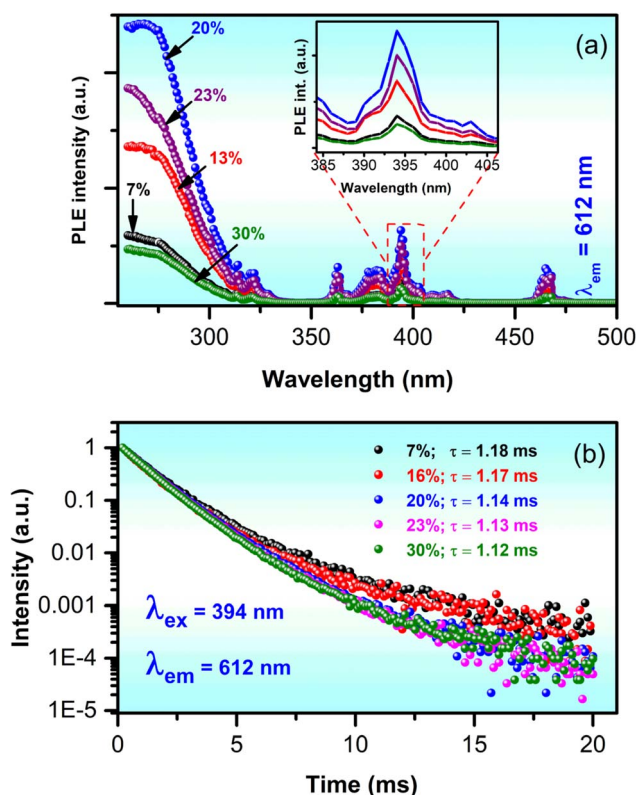 (a)
20%
23%
13%
7%
30%
PLE intensity (a.u.)
PLE int. (a.u.)
385 390 395 400 405
Wavelength (nm)
λem = 612 nm
250 300 350 400 450 500
Wavelength (nm)
(b)
7%; τ = 1.18 ms
16%; τ = 1.17 ms
20%; τ = 1.14 ms
23%; τ = 1.13 ms
30%; τ = 1.12 ms
Intensity (a.u.)
1
0.1
0.01
0.001
1E-4
1E-5
λex = 394 nm
λem = 612 nm
0 5 10 15 20
Time (ms)